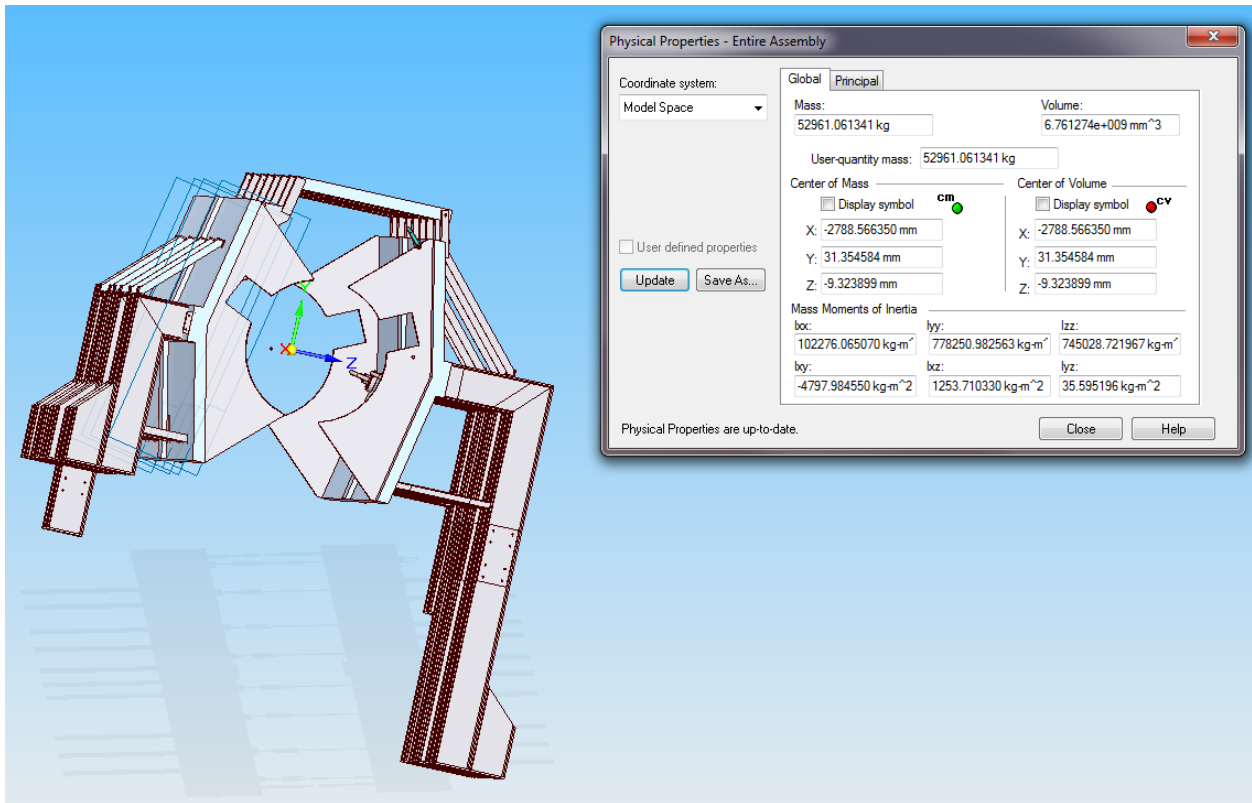 Physical Properties - Entire Assembly
Coordinate system:
Model Space
User defined properties
Update Save As...
Global Principal
Mass: Volume:
52961.061341 kg 6.761274e+009 mm^3
User-quantity mass: 52961.061341 kg
Center of Mass Center of Volume
Display symbol cm Display symbol cv
X: -2788.566350 mm X: -2788.566350 mm
Y: 31.354584 mm Y: 31.354584 mm
Z: -9.323899 mm Z: -9.323899 mm
Mass Moments of Inertia
Ixx: Iyy: Izz:
102276.065070 kg-m^ 778250.982563 kg-m^ 745028.721967 kg-m^
Ixy: Ixz: Iyz:
-4797.984550 kg-m^2 1253.710330 kg-m^2 35.595196 kg-m^2
Physical Properties are up-to-date.
Close Help
Y
X
Z